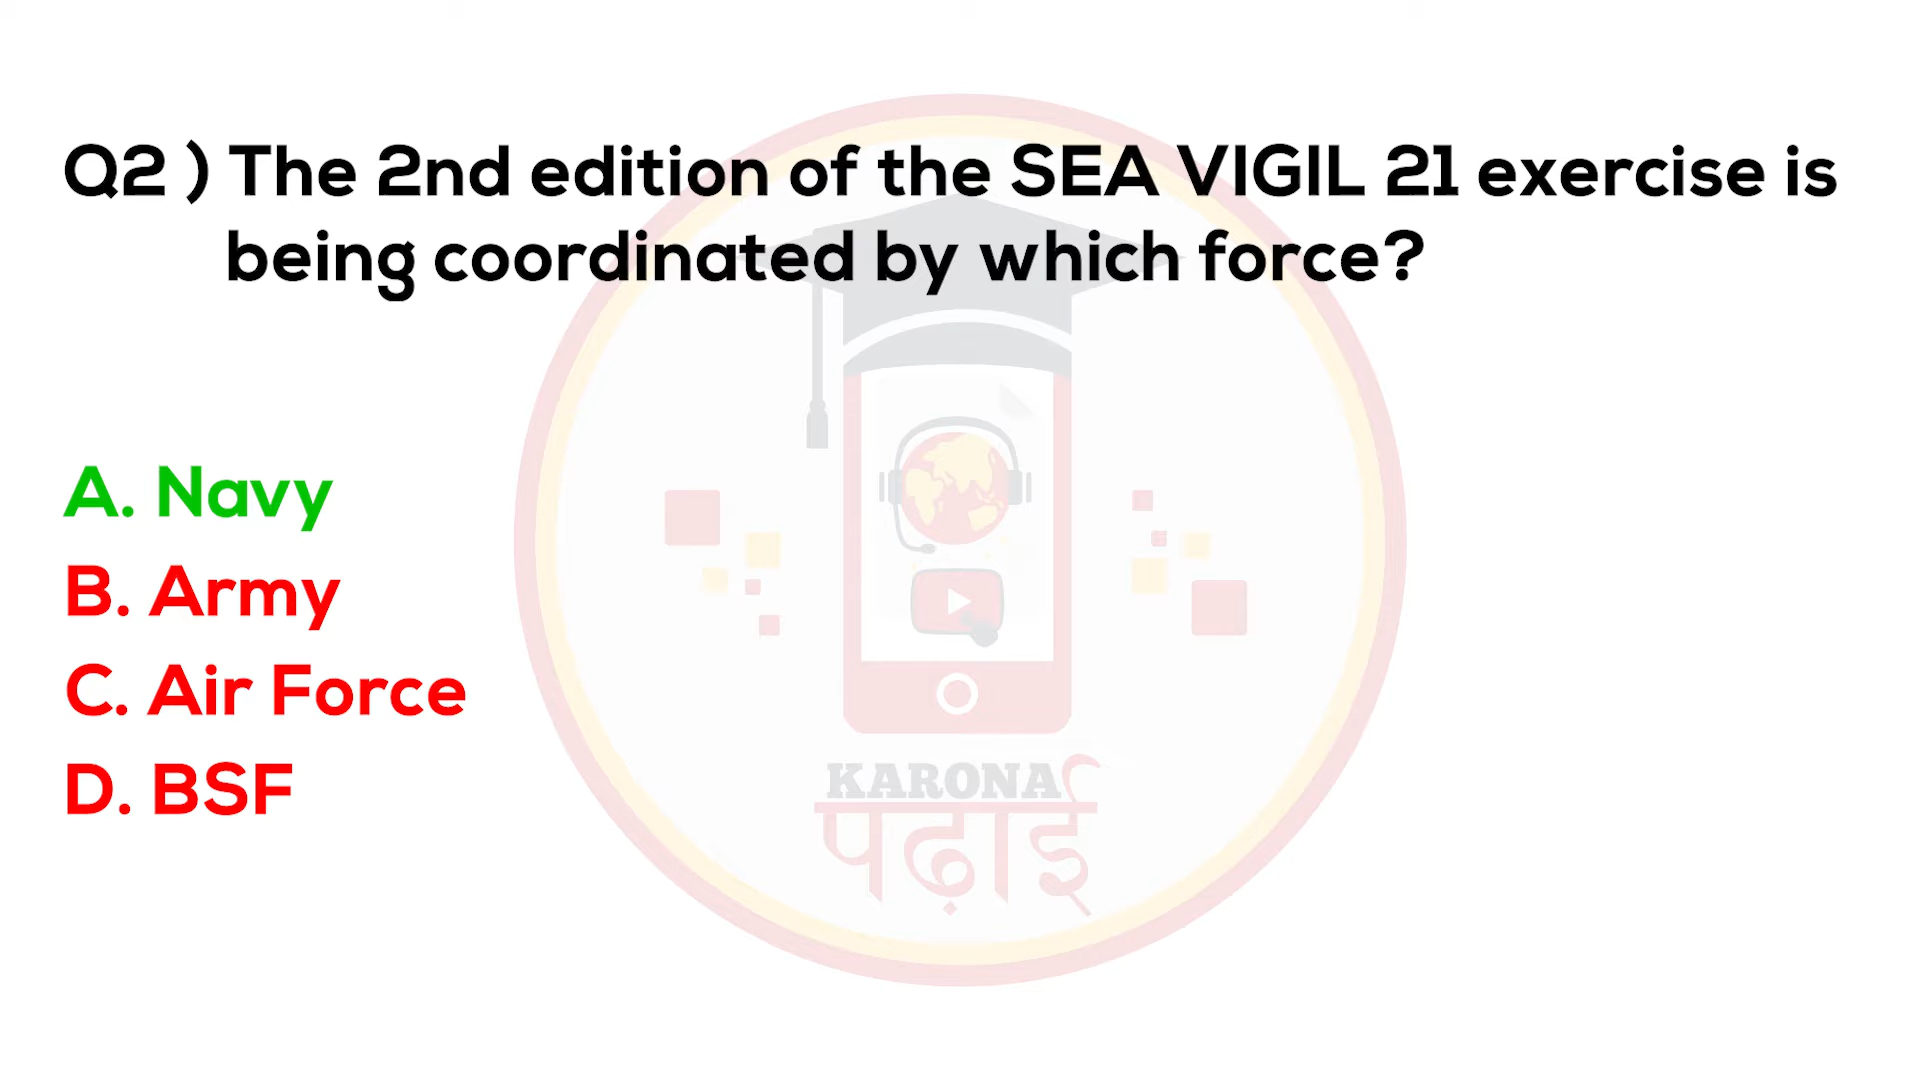 Q2 ) The 2nd edition of the SEA VIGIL 21 exercise is
being coordinated by which force?
A. Navy
B. Army
C. Air Force
D. BSF
KARONA
पढ़ाई